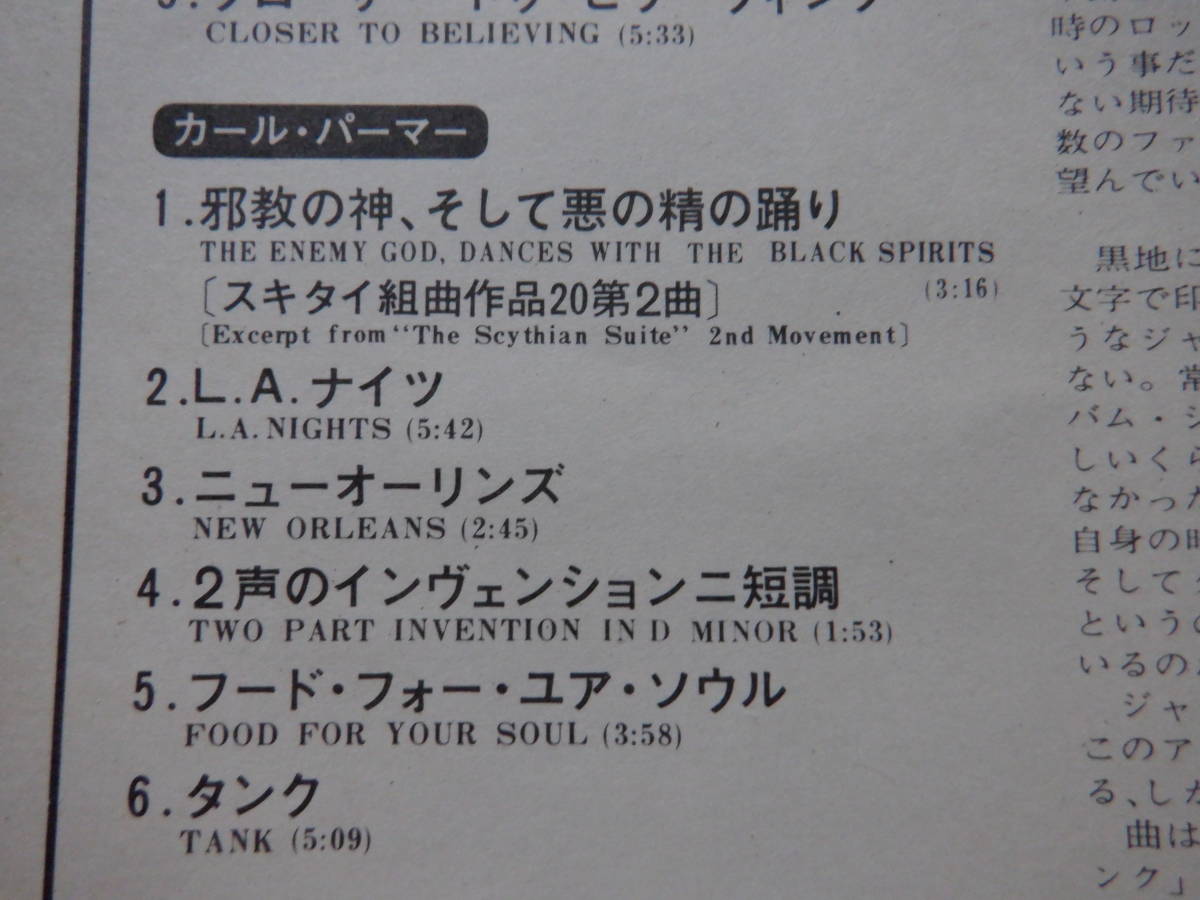 CLOSER TO BELIEVING (5:33)
カール・パーマー
1.邪教の神、そして悪の精の踊り
THE ENEMY GOD, DANCES WITH THE BLACK SPIRITS
〔スキタイ組曲作品20第2曲〕 (3:16)
〔Excerpt from "The Scythian Suite" 2nd Movement〕
2.L.A.ナイツ
L.A.NIGHTS (5:42)
3.ニューオーリンズ
NEW ORLEANS (2:45)
4.2声のインヴェンションニ短調
TWO PART INVENTION IN D MINOR (1:53)
5.フード・フォー・ユア・ソウル
FOOD FOR YOUR SOUL (3:58)
6.タンク
TANK (5:09)
時のロッ
いう事だ
ない期待
数のファ
望んでい
黒地に
文字で印
うなジャ
ない。常
バム・ジ
しいくら
なかった
自身の時
そして
というの
いるの
ジャ
このア
る、しか
曲は
ンク」